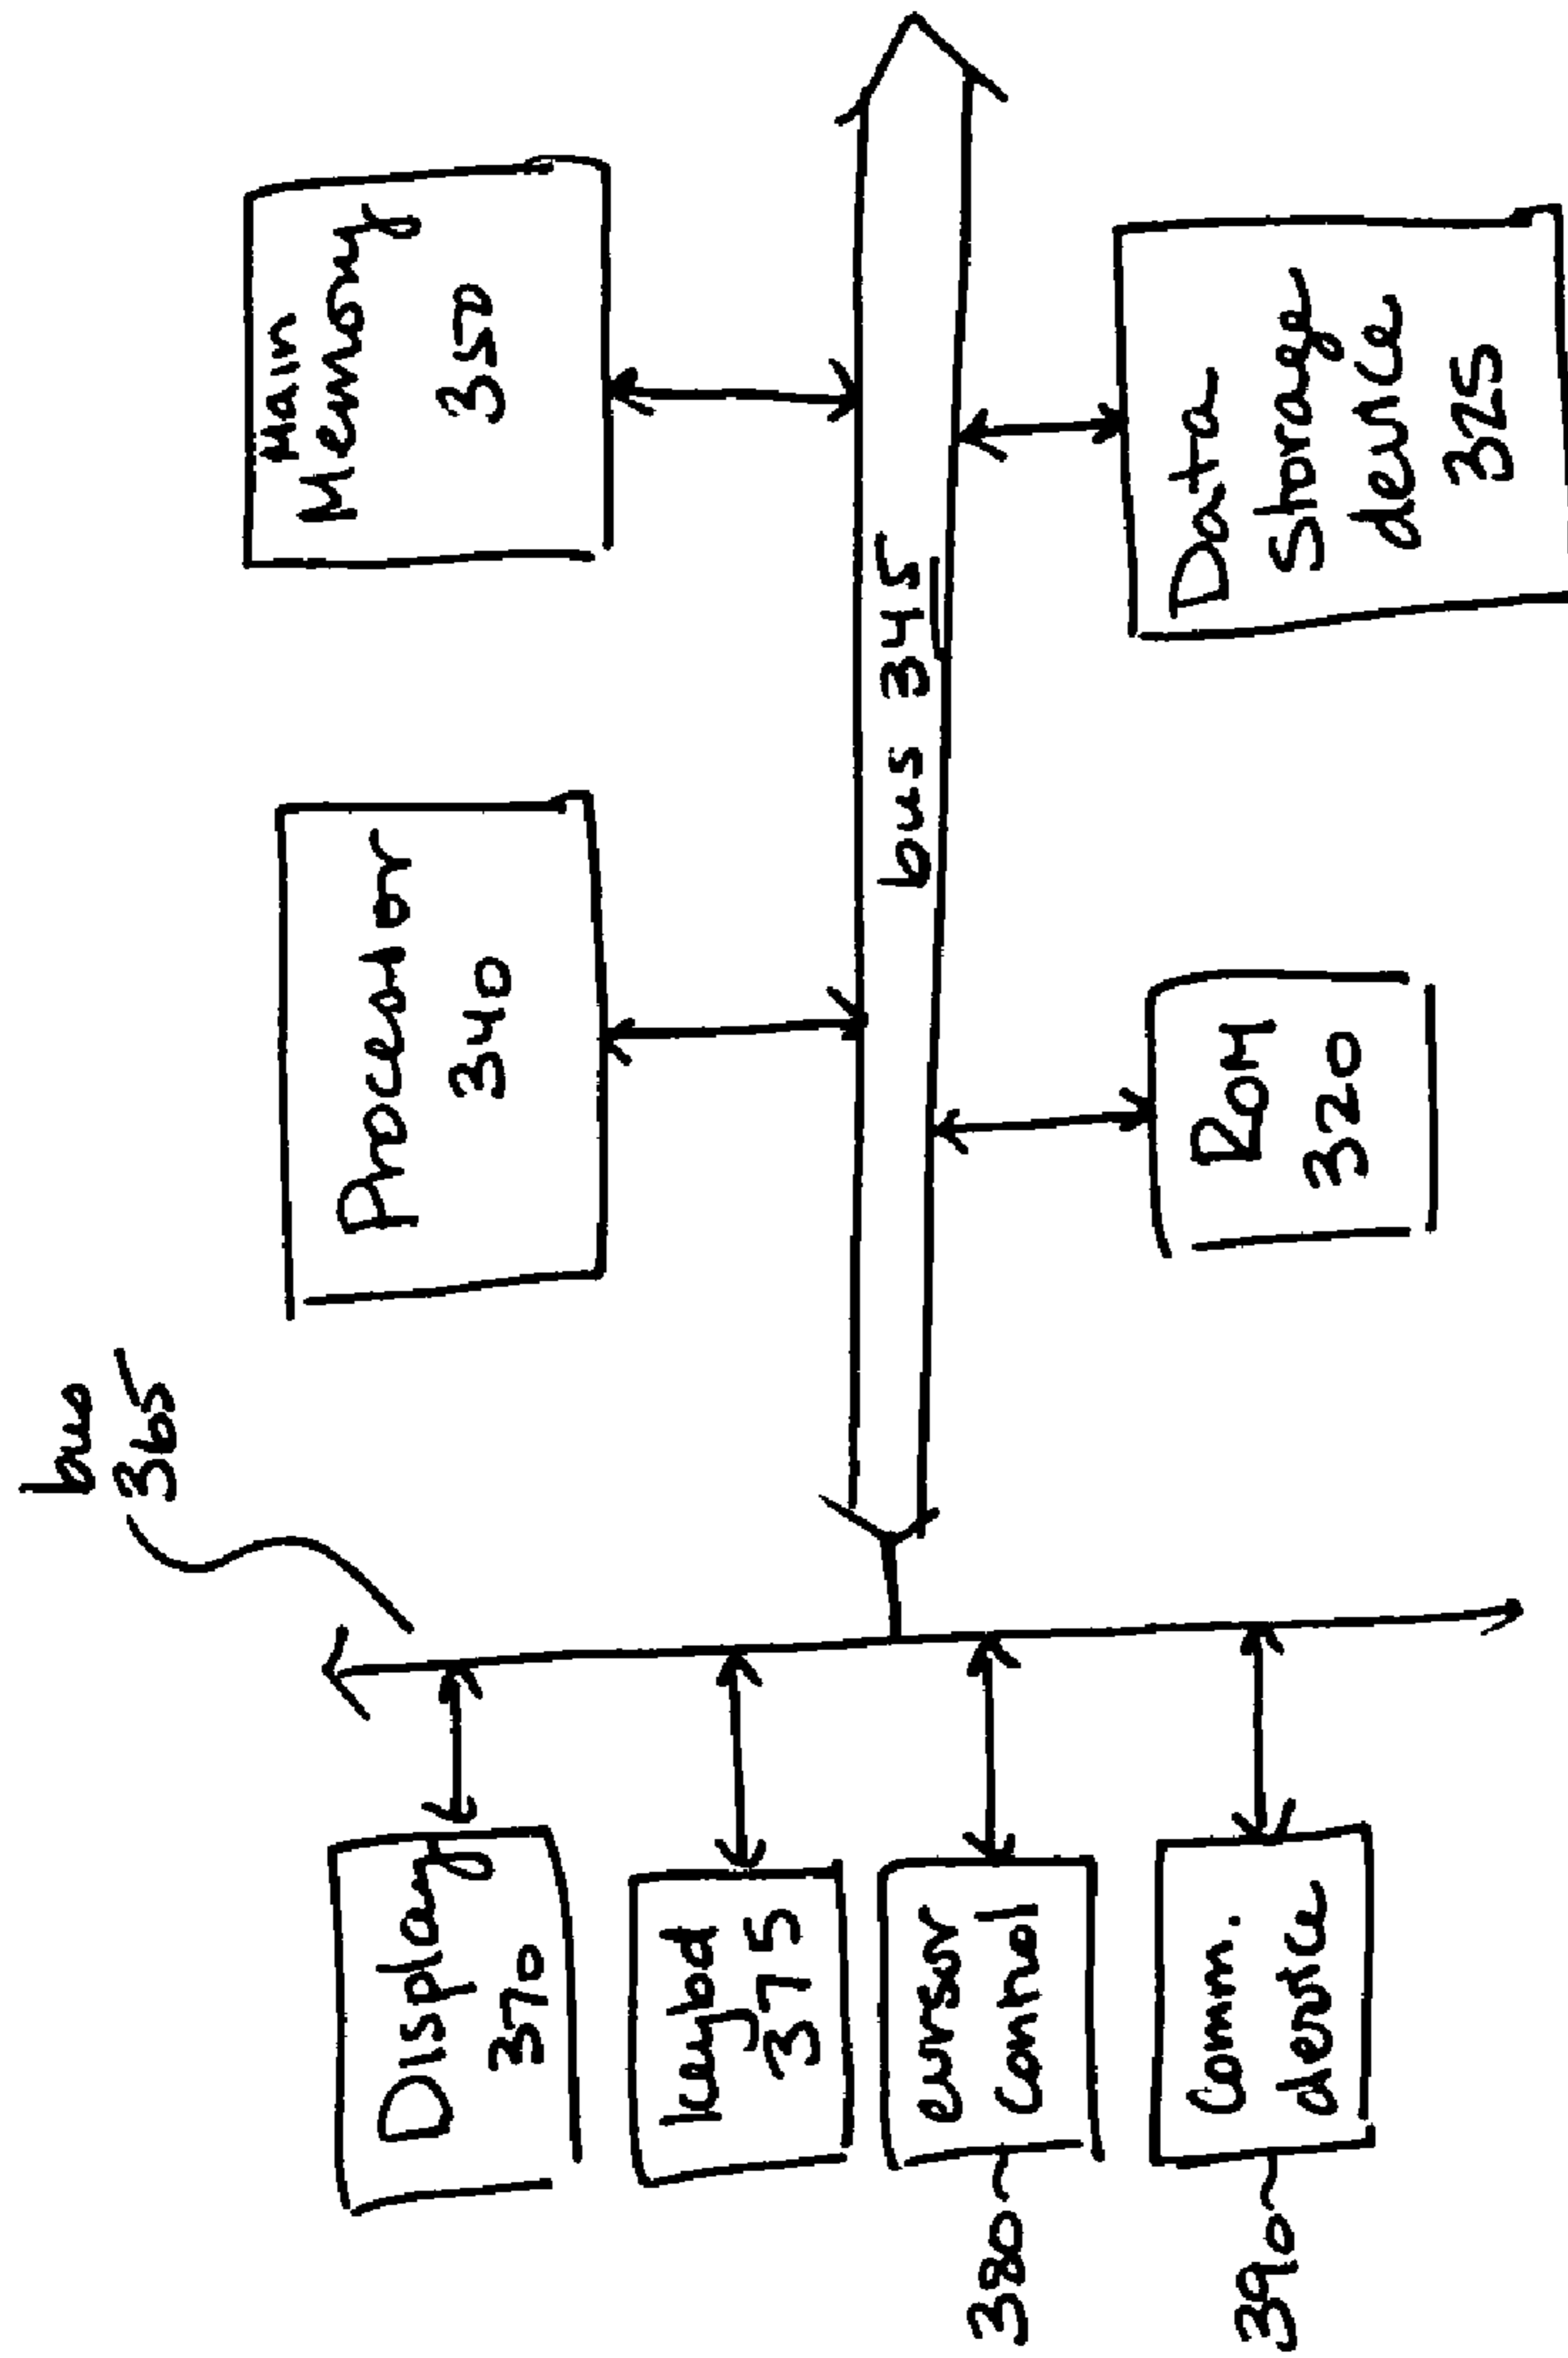 bus
365
Main
Memory
350
Processor
340
bus 345
Data
Storage
device
325
ROM
320
Display
370
keybd
375
cursor
control
380
Comm.
device
390